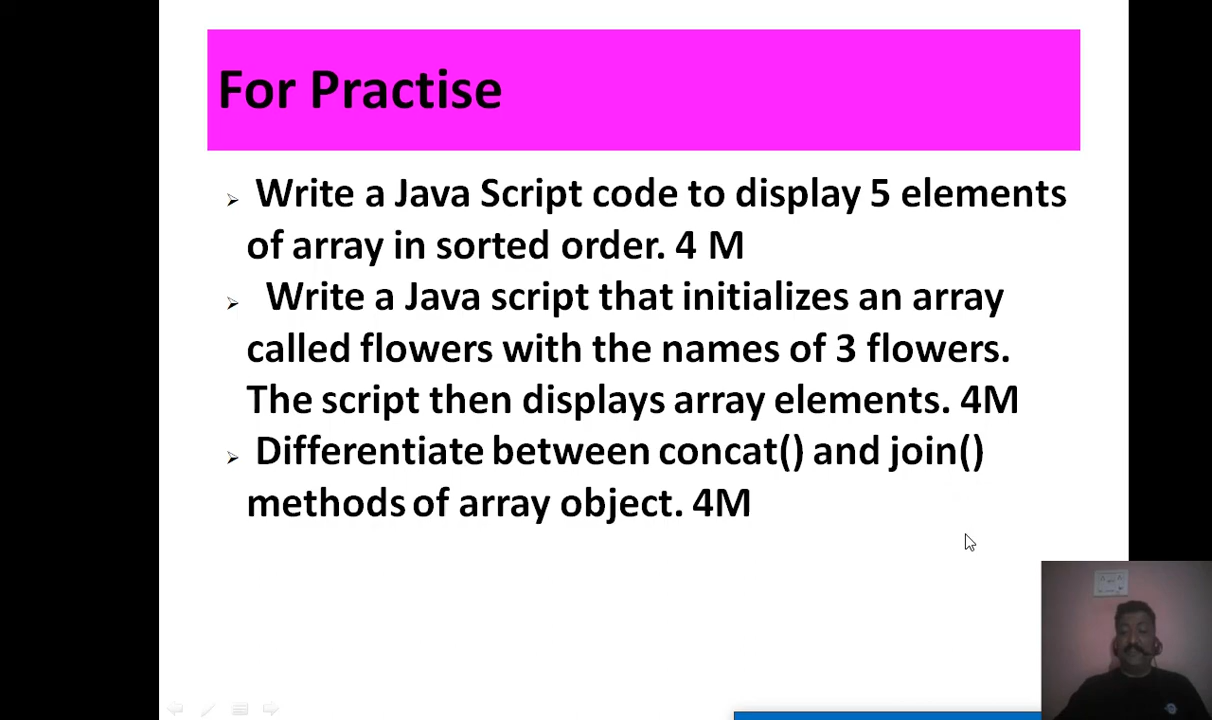 For Practise
Write a Java Script code to display 5 elements
of array in sorted order. 4 M
Write a Java script that initializes an array
called flowers with the names of 3 flowers.
The script then displays array elements. 4M
Differentiate between concat() and join()
methods of array object. 4M